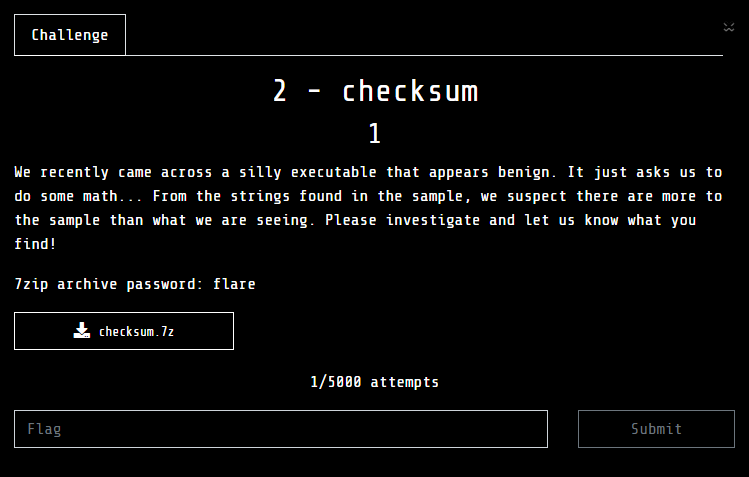 Challenge
2 - checksum
1
We recently came across a silly executable that appears benign. It just asks us to
do some math... From the strings found in the sample, we suspect there are more to
the sample than what we are seeing. Please investigate and let us know what you
find!
7zip archive password: flare
checksum.7z
1/5000 attempts
Flag
Submit